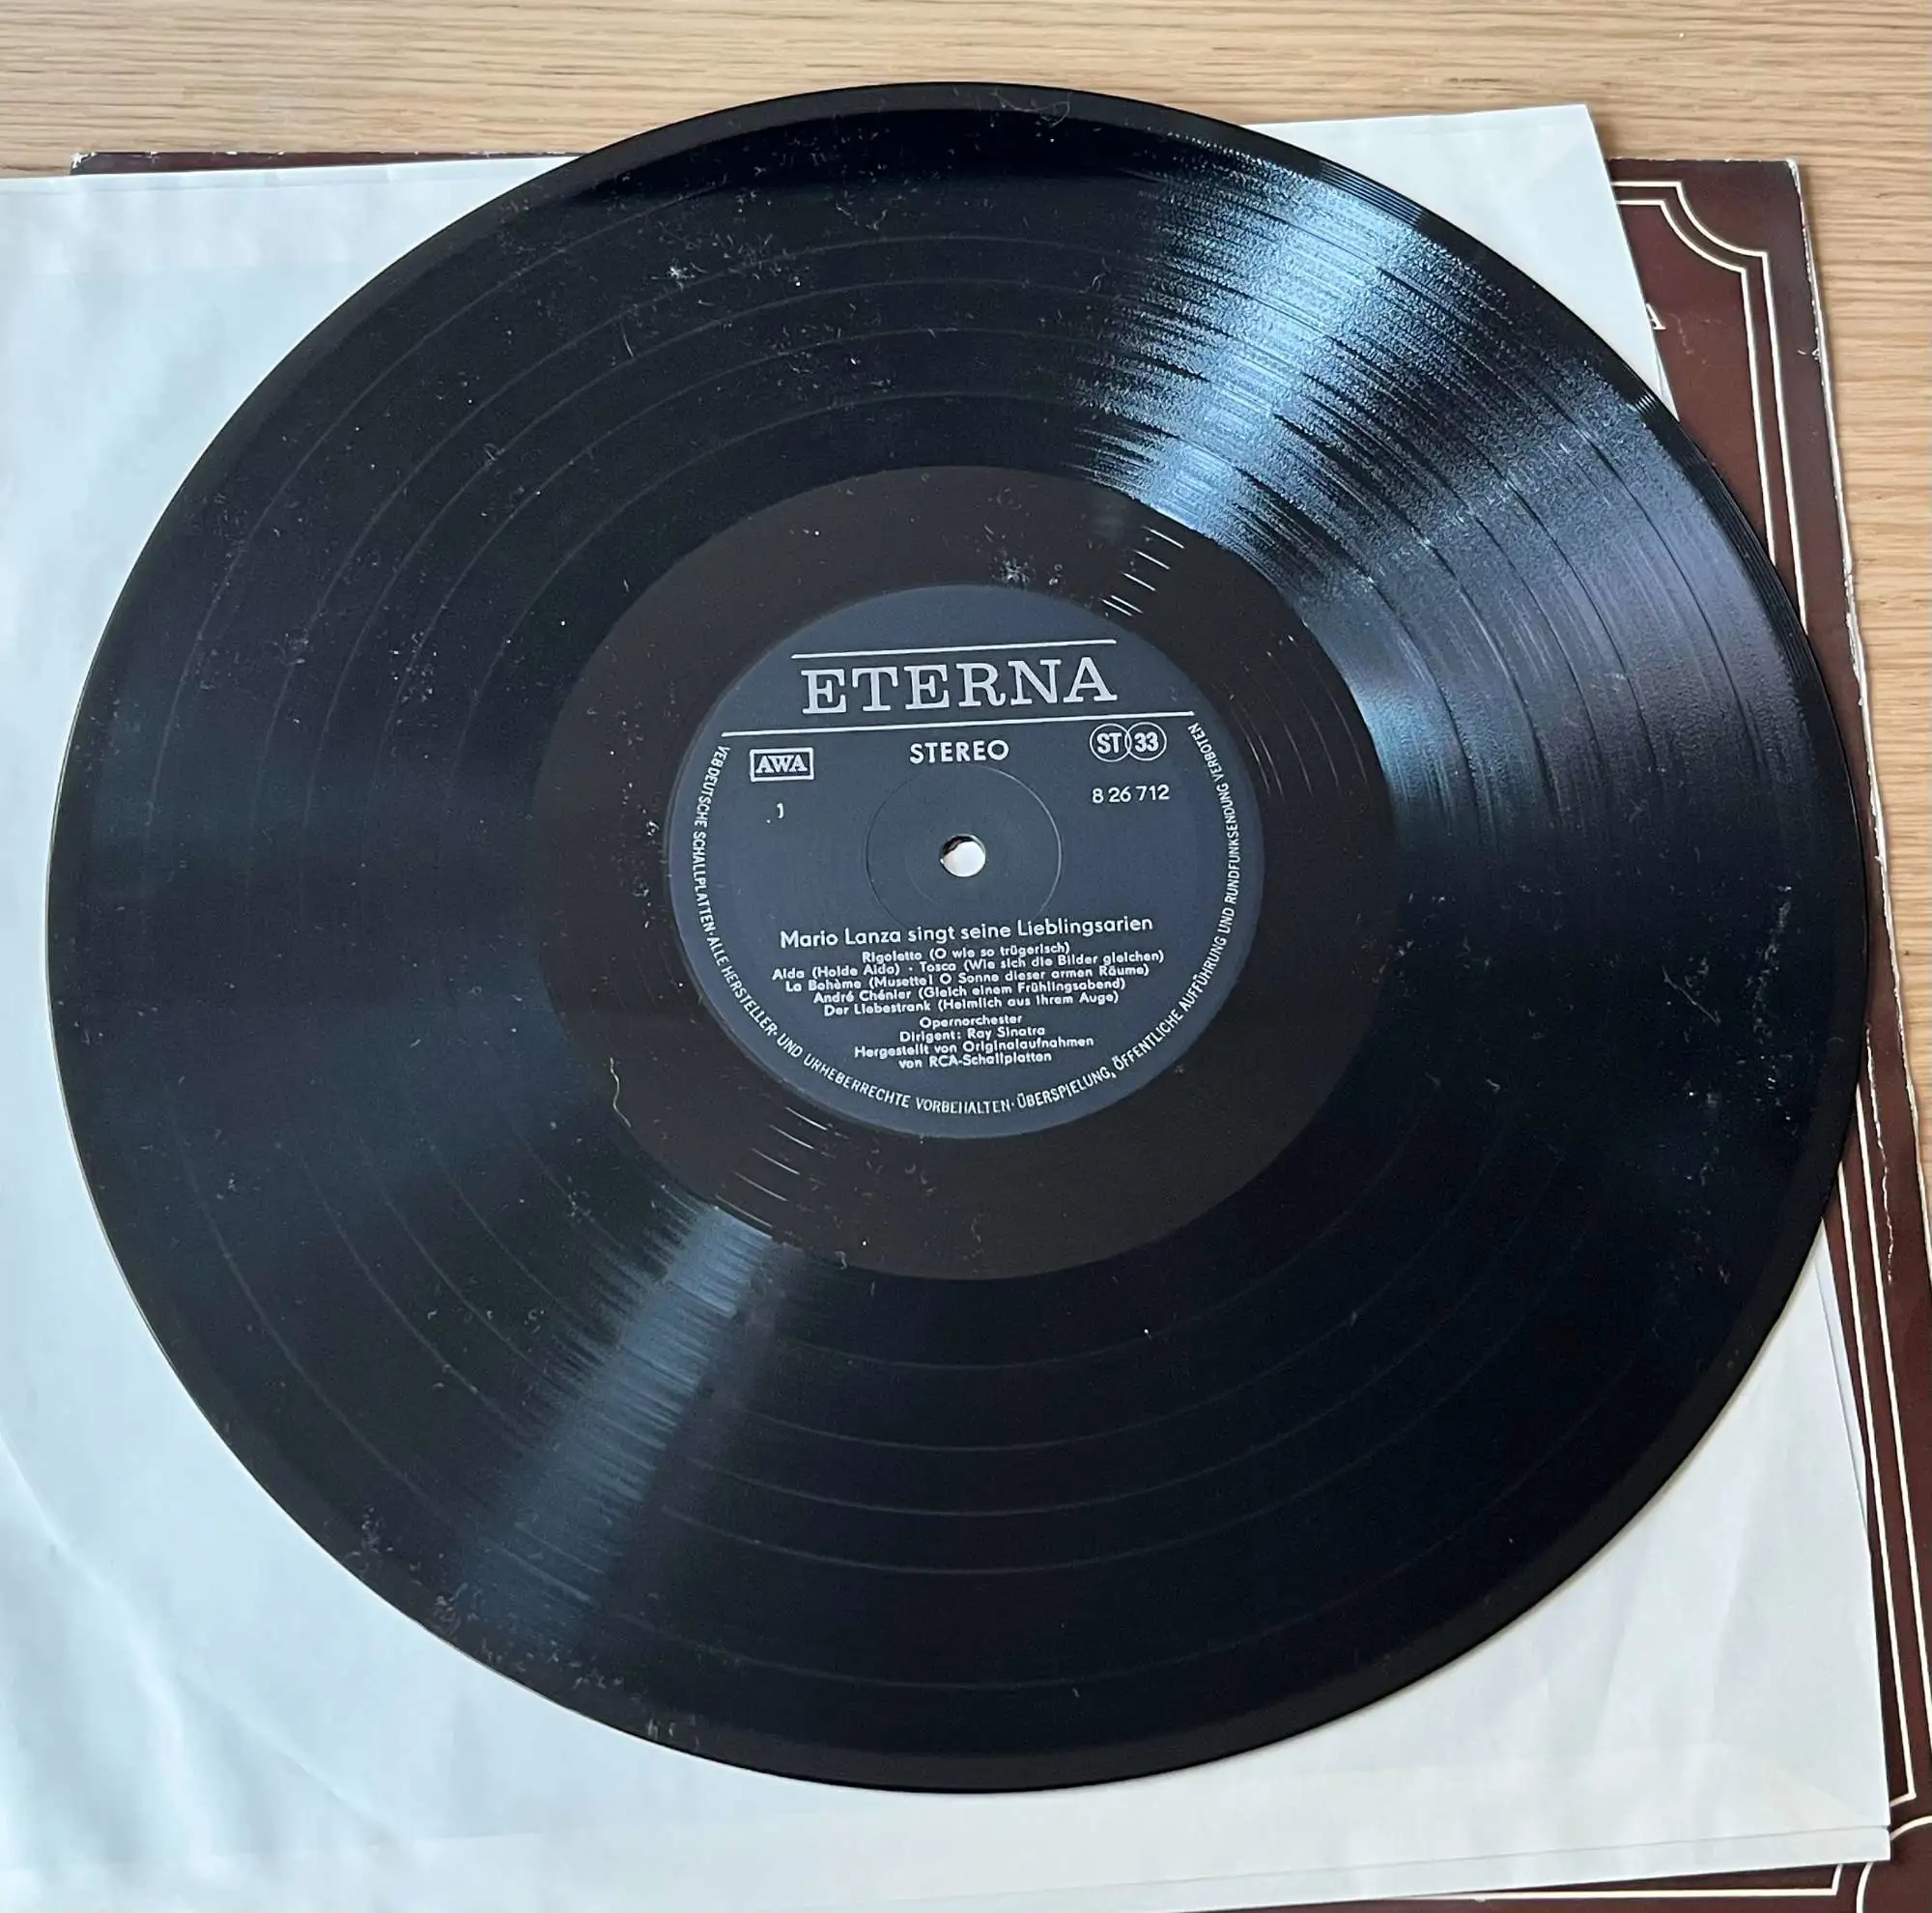 ETERNA
STEREO
AWA
ST 33
1
8 26 712
Mario Lanza singt seine Lieblingsarien
Rigoletto (O wie so trügerisch)
Aida (Holde Aida) · Tosca (Wie sich die Bilder gleichen)
La Bohème (Musette! O Sonne dieser armen Räume)
André Chénier (Gleich einem Frühlingsabend)
Der Liebestrank (Heimlich aus ihrem Auge)
Opernorchester
Dirigent: Ray Sinatra
Hergestellt von Originalaufnahmen
von RCA-Schallplatten
VEB DEUTSCHE SCHALLPLATTEN · ALLE HERSTELLER- UND URHEBERRECHTE VORBEHALTEN · ÜBERSPIELUNG, ÖFFENTLICHE AUFFÜHRUNG UND RUNDFUNKSENDUNG VERBOTEN
A